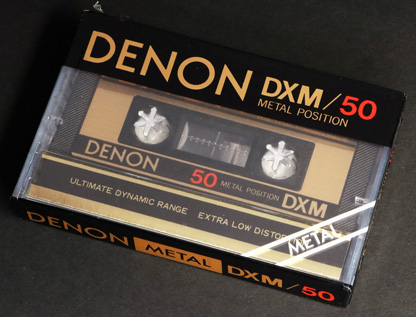 DENON DXM/50
METAL POSITION
DENON 50 METAL POSITION DXM
ULTIMATE DYNAMIC RANGE EXTRA LOW
METAL
DENON METAL DXM/50